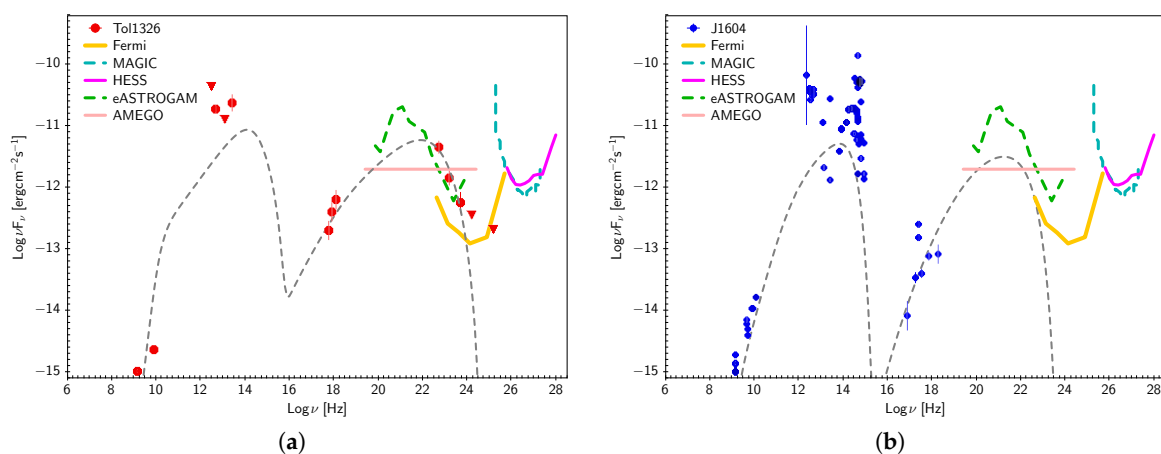 Tol1326
Fermi
MAGIC
HESS
eASTROGAM
AMEGO
Log νFν [ergcm⁻²s⁻¹]
−10
−11
−12
−13
−14
−15
6 8 10 12 14 16 18 20 22 24 26 28
Log ν [Hz]
(a)
J1604
Fermi
MAGIC
HESS
eASTROGAM
AMEGO
Log νFν [ergcm⁻²s⁻¹]
−10
−11
−12
−13
−14
−15
6 8 10 12 14 16 18 20 22 24 26 28
Log ν [Hz]
(b)